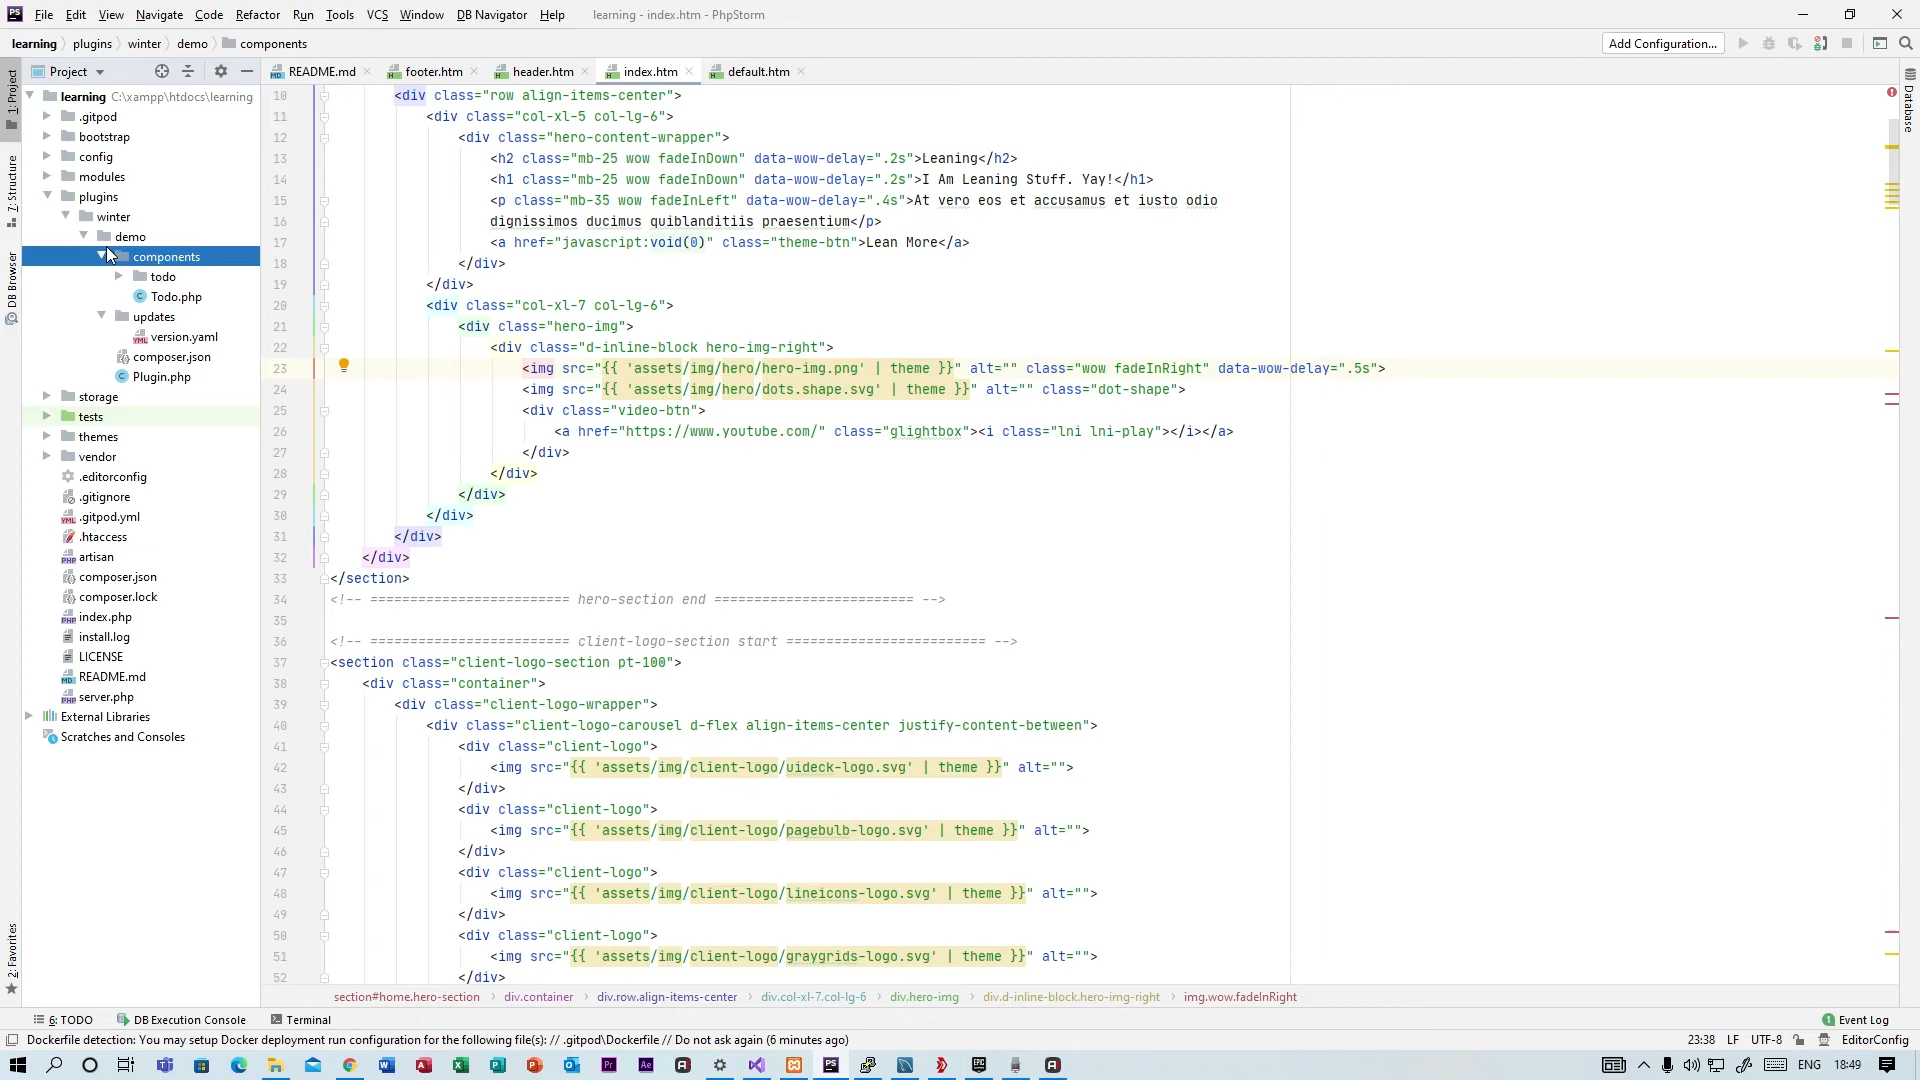 File Edit View Navigate Code Refactor Run Tools VCS Window DB Navigator Help learning - index.htm - PhpStorm
learning plugins winter demo components Add Configuration...
Project README.md footer.htm header.htm index.htm default.htm
1: Project
7: Structure
DB Browser
2: Favorites
Database
learning C:\xampp\htdocs\learning
.gitpod
bootstrap
config
modules
plugins
winter
demo
components
todo
Todo.php
updates
version.yaml
composer.json
Plugin.php
storage
tests
themes
vendor
.editorconfig
.gitignore
.gitpod.yml
.htaccess
artisan
composer.json
composer.lock
index.php
install.log
LICENSE
README.md
server.php
External Libraries
Scratches and Consoles
10 <div class="row align-items-center">
11 <div class="col-xl-5 col-lg-6">
12 <div class="hero-content-wrapper">
13 <h2 class="mb-25 wow fadeInDown" data-wow-delay=".2s">Leaning</h2>
14 <h1 class="mb-25 wow fadeInDown" data-wow-delay=".2s">I Am Leaning Stuff. Yay!</h1>
15 <p class="mb-35 wow fadeInLeft" data-wow-delay=".4s">At vero eos et accusamus et iusto odio
16 dignissimos ducimus quiblanditiis praesentium</p>
17 <a href="javascript:void(0)" class="theme-btn">Lean More</a>
18 </div>
19 </div>
20 <div class="col-xl-7 col-lg-6">
21 <div class="hero-img">
22 <div class="d-inline-block hero-img-right">
23 <img src="{{ 'assets/img/hero/hero-img.png' | theme }}" alt="" class="wow fadeInRight" data-wow-delay=".5s">
24 <img src="{{ 'assets/img/hero/dots.shape.svg' | theme }}" alt="" class="dot-shape">
25 <div class="video-btn">
26 <a href="https://www.youtube.com/" class="glightbox"><i class="lni lni-play"></i></a>
27 </div>
28 </div>
29 </div>
30 </div>
31 </div>
32 </div>
33 </section>
34 <!-- ========================= hero-section end ========================= -->
35
36 <!-- ========================= client-logo-section start ========================= -->
37 <section class="client-logo-section pt-100">
38 <div class="container">
39 <div class="client-logo-wrapper">
40 <div class="client-logo-carousel d-flex align-items-center justify-content-between">
41 <div class="client-logo">
42 <img src="{{ 'assets/img/client-logo/uideck-logo.svg' | theme }}" alt="">
43 </div>
44 <div class="client-logo">
45 <img src="{{ 'assets/img/client-logo/pagebulb-logo.svg' | theme }}" alt="">
46 </div>
47 <div class="client-logo">
48 <img src="{{ 'assets/img/client-logo/lineicons-logo.svg' | theme }}" alt="">
49 </div>
50 <div class="client-logo">
51 <img src="{{ 'assets/img/client-logo/graygrids-logo.svg' | theme }}" alt="">
52 </div>
section#home.hero-section div.container div.row.align-items-center div.col-xl-7.col-lg-6 div.hero-img div.d-inline-block.hero-img-right img.wow.fadeInRight
6: TODO DB Execution Console Terminal 1 Event Log
Dockerfile detection: You may setup Docker deployment run configuration for the following file(s): // .gitpod\Dockerfile // Do not ask again (6 minutes ago) 23:38 LF UTF-8 EditorConfig
ENG 18:49